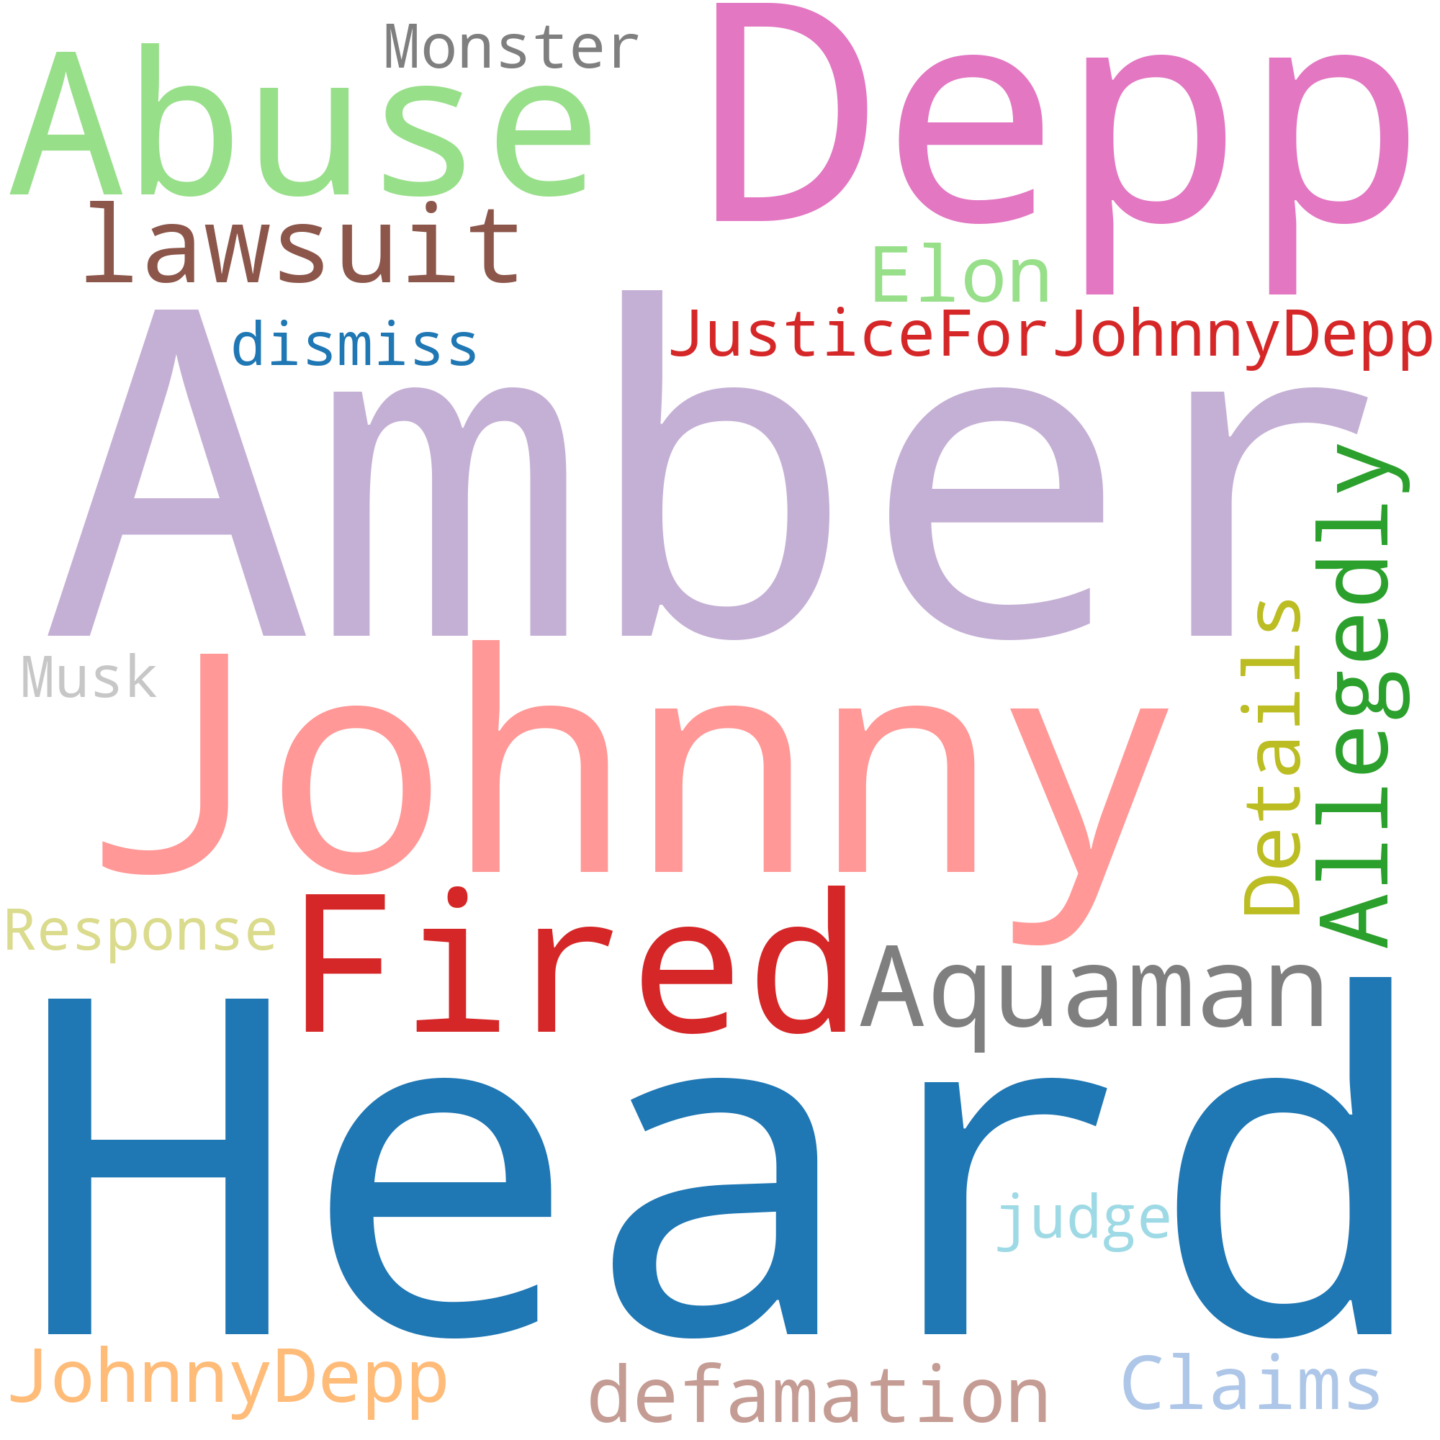 Monster
Abuse
Depp
lawsuit
Elon
dismiss
JusticeForJohnnyDepp
Amber
Allegedly
Details
Musk
Johnny
Response
Fired
Aquaman
Heard
judge
JohnnyDepp
defamation
Claims